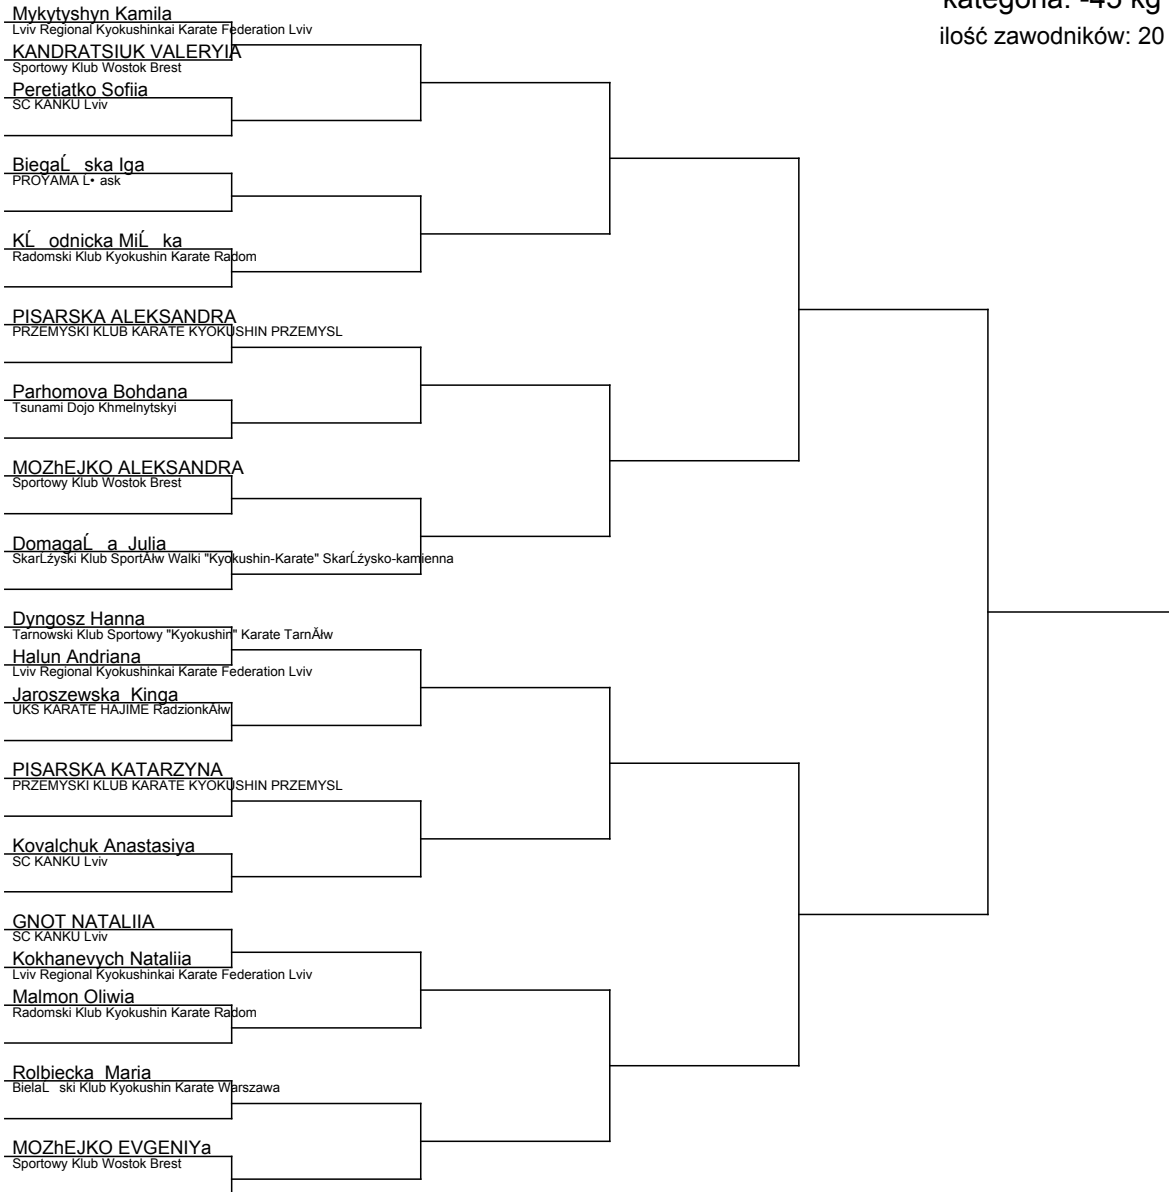 kategoria: -45 kg
ilość zawodników: 20
Mykytyshyn Kamila
Lviv Regional Kyokushinkai Karate Federation Lviv
KANDRATSIUK VALERYIA
Sportowy Klub Wostok Brest
Peretiatko Sofiia
SC KANKU Lviv
BiegaĹ ska Iga
PROYAMA Ł• ask
KĹ odnicka MiĹ ka
Radomski Klub Kyokushin Karate Radom
PISARSKA ALEKSANDRA
PRZEMYSKI KLUB KARATE KYOKUSHIN PRZEMYSL
Parhomova Bohdana
Tsunami Dojo Khmelnytskyi
MOZhEJKO ALEKSANDRA
Sportowy Klub Wostok Brest
DomagaĹ a Julia
SkarĹźyski Klub SportĂłw Walki "Kyokushin-Karate" SkarĹźysko-kamienna
Dyngosz Hanna
Tarnowski Klub Sportowy "Kyokushin" Karate TarnĂłw
Halun Andriana
Lviv Regional Kyokushinkai Karate Federation Lviv
Jaroszewska Kinga
UKS KARATE HAJIME RadzionkĂłw
PISARSKA KATARZYNA
PRZEMYSKI KLUB KARATE KYOKUSHIN PRZEMYSL
Kovalchuk Anastasiya
SC KANKU Lviv
GNOT NATALIIA
SC KANKU Lviv
Kokhanevych Nataliia
Lviv Regional Kyokushinkai Karate Federation Lviv
Malmon Oliwia
Radomski Klub Kyokushin Karate Radom
Rolbiecka Maria
BielaĹ ski Klub Kyokushin Karate Warszawa
MOZhEJKO EVGENIYa
Sportowy Klub Wostok Brest